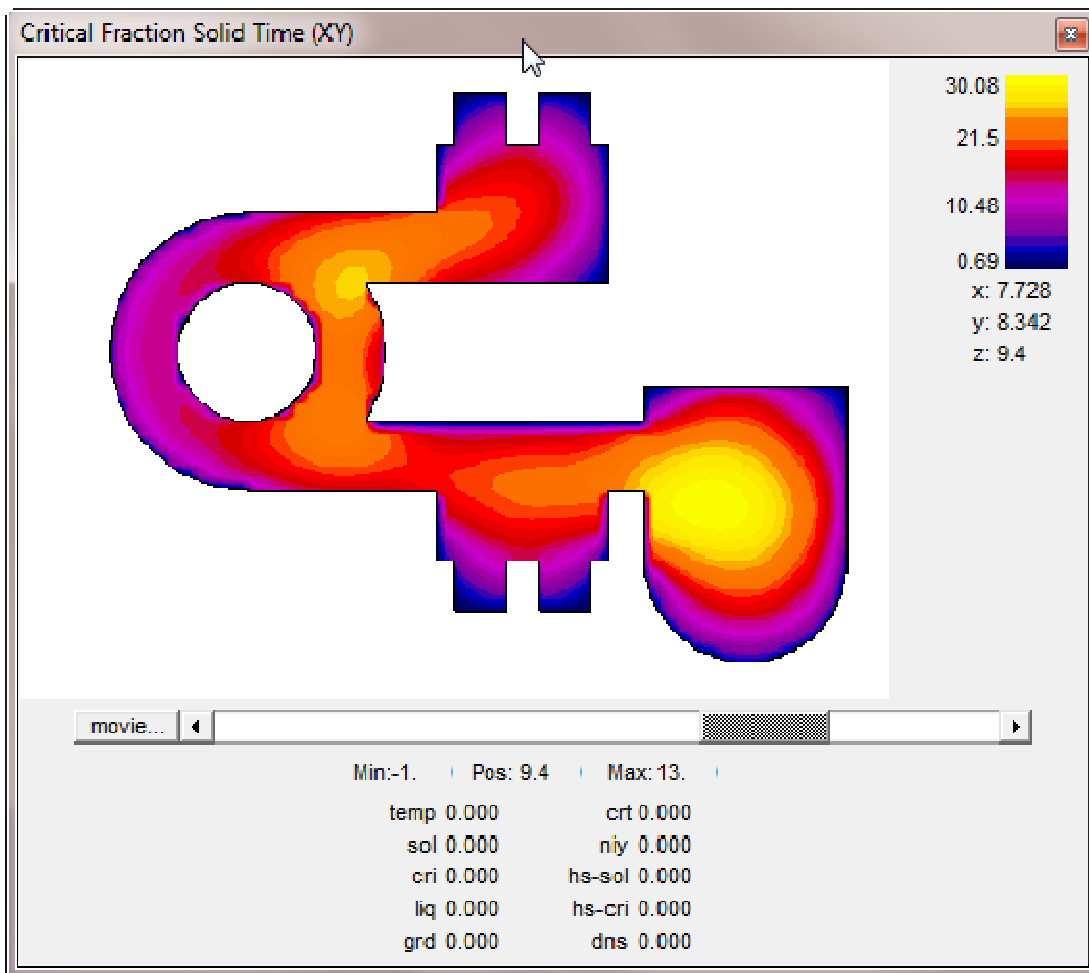 Critical Fraction Solid Time (XY)
30.08
21.5
10.48
0.69
x: 7.728
y: 8.342
z: 9.4
movie...
Min:-1. Pos: 9.4 Max: 13.
temp 0.000 crt 0.000
sol 0.000 niy 0.000
cri 0.000 hs-sol 0.000
liq 0.000 hs-cri 0.000
grd 0.000 dns 0.000